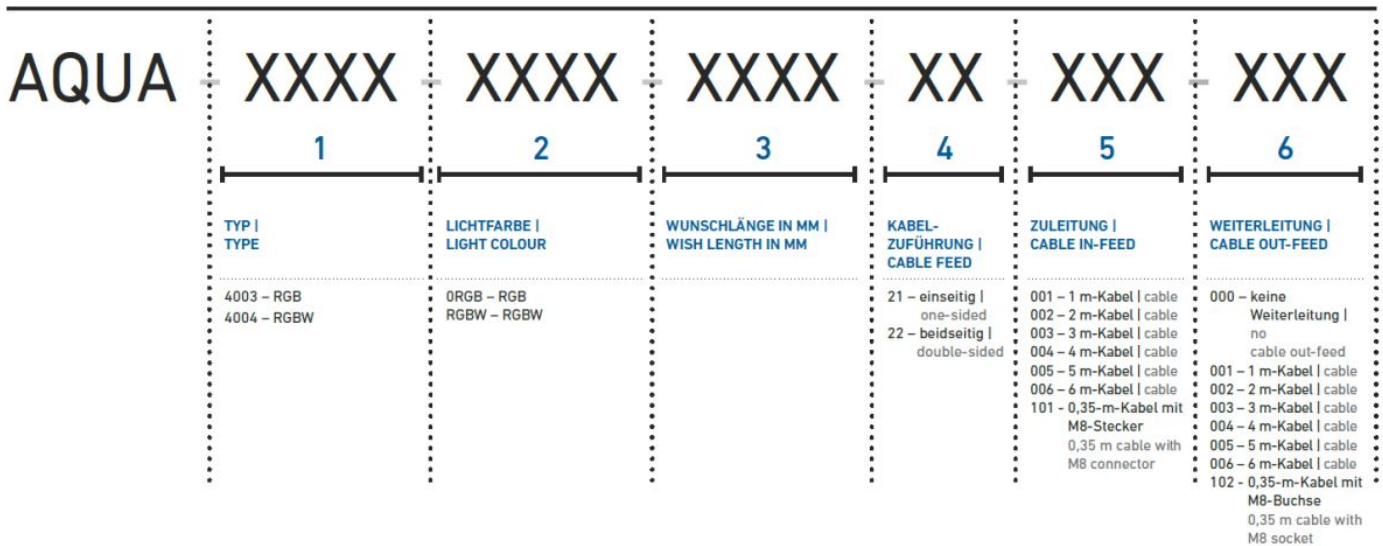 AQUA - XXXX - XXXX - XXXX - XX - XXX - XXX
1 2 3 4 5 6
TYP |
TYPE
4003 – RGB
4004 – RGBW
LICHTFARBE |
LIGHT COLOUR
0RGB – RGB
RGBW – RGBW
WUNSCHLÄNGE IN MM |
WISH LENGTH IN MM
KABEL-
ZUFÜHRUNG |
CABLE FEED
21 – einseitig |
one-sided
22 – beidseitig |
double-sided
ZULEITUNG |
CABLE IN-FEED
001 – 1 m-Kabel | cable
002 – 2 m-Kabel | cable
003 – 3 m-Kabel | cable
004 – 4 m-Kabel | cable
005 – 5 m-Kabel | cable
006 – 6 m-Kabel | cable
101 - 0,35-m-Kabel mit
M8-Stecker
0,35 m cable with
M8 connector
WEITERLEITUNG |
CABLE OUT-FEED
000 – keine
Weiterleitung |
no
cable out-feed
001 – 1 m-Kabel | cable
002 – 2 m-Kabel | cable
003 – 3 m-Kabel | cable
004 – 4 m-Kabel | cable
005 – 5 m-Kabel | cable
006 – 6 m-Kabel | cable
102 - 0,35-m-Kabel mit
M8-Buchse
0,35 m cable with
M8 socket